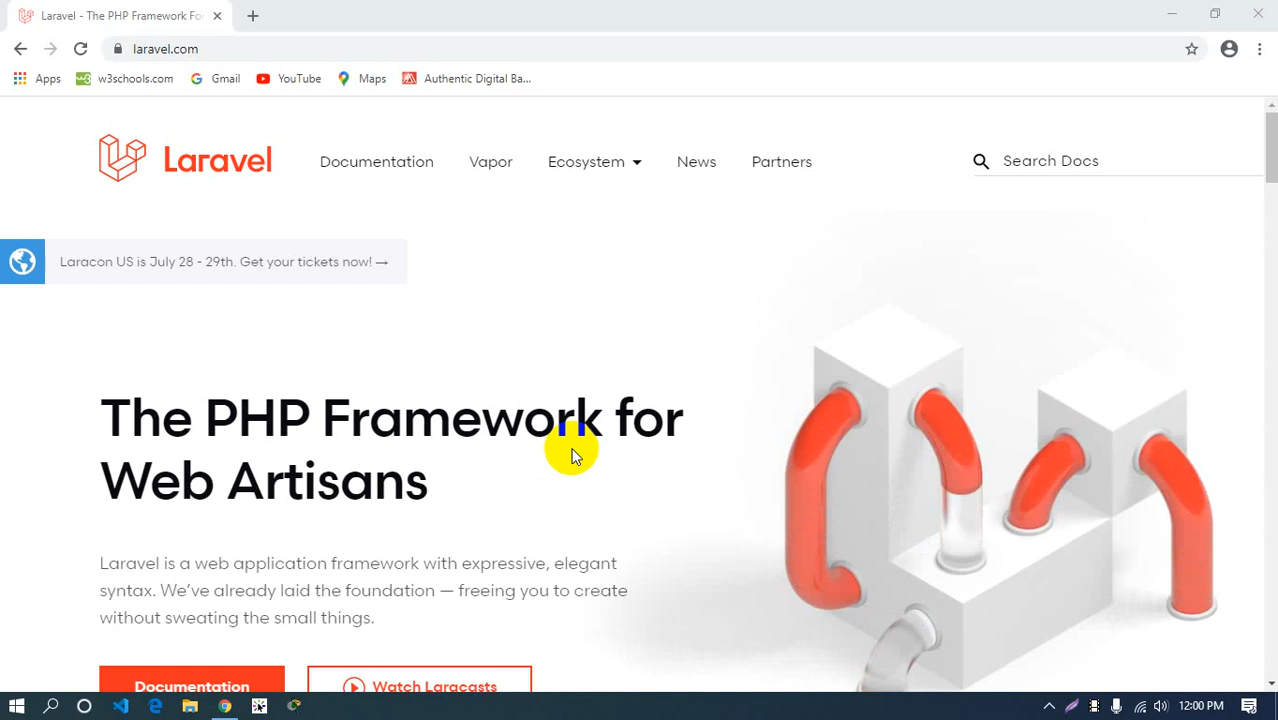 Laravel - The PHP Framework Fo
laravel.com
Apps w3schools.com Gmail YouTube Maps Authentic Digital Ba...
Laravel Documentation Vapor Ecosystem News Partners Search Docs
Laracon US is July 28 - 29th. Get your tickets now! →
The PHP Framework for
Web Artisans
Laravel is a web application framework with expressive, elegant
syntax. We've already laid the foundation — freeing you to create
without sweating the small things.
Documentation Watch Laracasts
12:00 PM